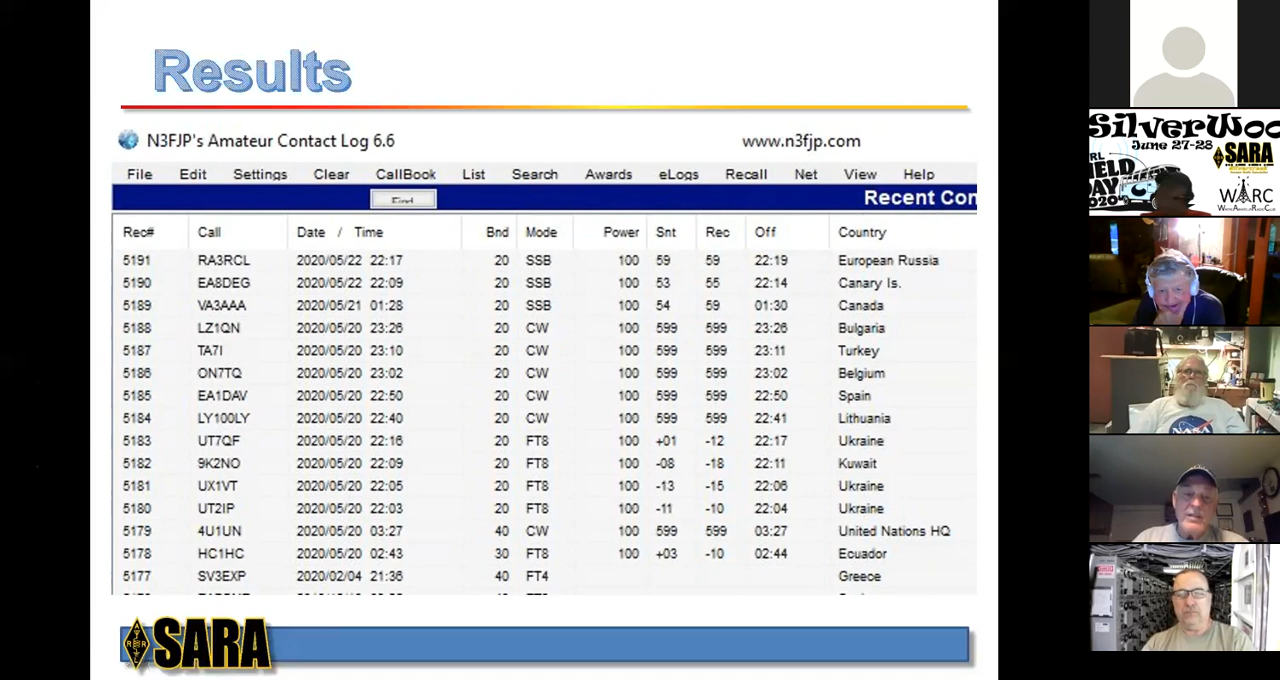 Results
N3FJP's Amateur Contact Log 6.6 www.n3fjp.com
File Edit Settings Clear CallBook List Search Awards eLogs Recall Net View Help
Find Recent Con
Rec# Call Date / Time Bnd Mode Power Snt Rec Off Country
5191 RA3RCL 2020/05/22 22:17 20 SSB 100 59 59 22:19 European Russia
5190 EA8DEG 2020/05/22 22:09 20 SSB 100 53 55 22:14 Canary Is.
5189 VA3AAA 2020/05/21 01:28 20 SSB 100 54 59 01:30 Canada
5188 LZ1QN 2020/05/20 23:26 20 CW 100 599 599 23:26 Bulgaria
5187 TA7I 2020/05/20 23:10 20 CW 100 599 599 23:11 Turkey
5186 ON7TQ 2020/05/20 23:02 20 CW 100 599 599 23:02 Belgium
5185 EA1DAV 2020/05/20 22:50 20 CW 100 599 599 22:50 Spain
5184 LY100LY 2020/05/20 22:40 20 CW 100 599 599 22:41 Lithuania
5183 UT7QF 2020/05/20 22:16 20 FT8 100 +01 -12 22:17 Ukraine
5182 9K2NO 2020/05/20 22:09 20 FT8 100 -08 -18 22:11 Kuwait
5181 UX1VT 2020/05/20 22:05 20 FT8 100 -13 -15 22:06 Ukraine
5180 UT2IP 2020/05/20 22:03 20 FT8 100 -11 -10 22:04 Ukraine
5179 4U1UN 2020/05/20 03:27 40 CW 100 599 599 03:27 United Nations HQ
5178 HC1HC 2020/05/20 02:43 30 FT8 100 +03 -10 02:44 Ecuador
5177 SV3EXP 2020/02/04 21:36 40 FT4 Greece
SARA
SilverWoo
June 27-28
SARA
RL
IELD
AY
2020
WARC
NASA